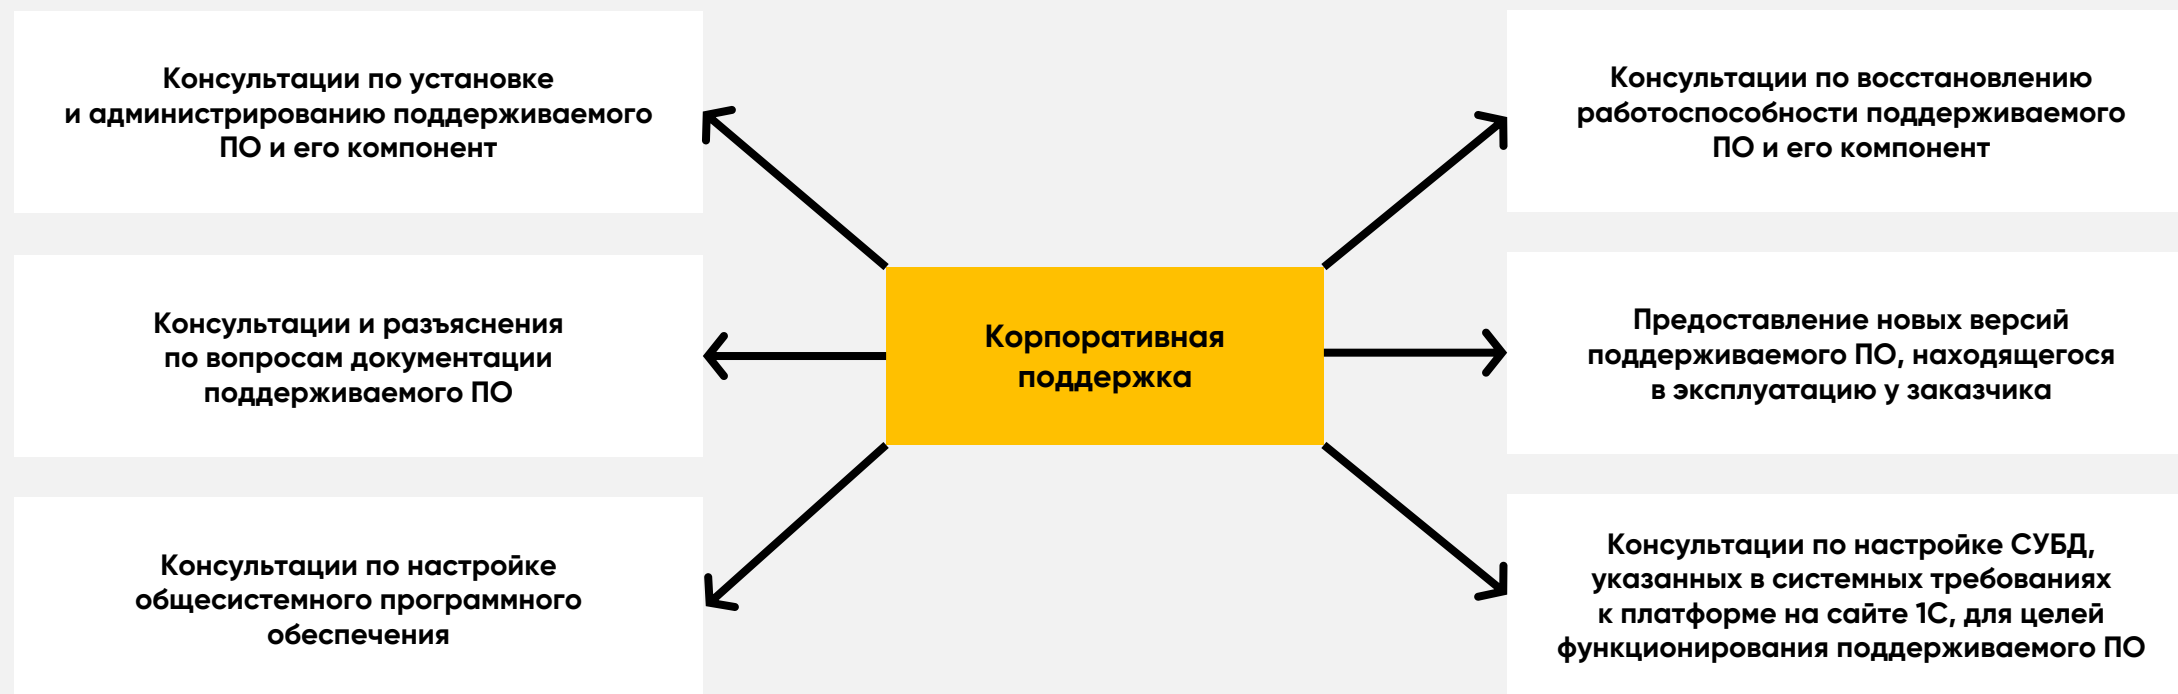 Консультации по установке
и администрированию поддерживаемого
ПО и его компонент
Консультации и разъяснения
по вопросам документации
поддерживаемого ПО
Консультации по настройке
общесистемного программного
обеспечения
Корпоративная
поддержка
Консультации по восстановлению
работоспособности поддерживаемого
ПО и его компонент
Предоставление новых версий
поддерживаемого ПО, находящегося
в эксплуатацию у заказчика
Консультации по настройке СУБД,
указанных в системных требованиях
к платформе на сайте 1С, для целей
функционирования поддерживаемого ПО